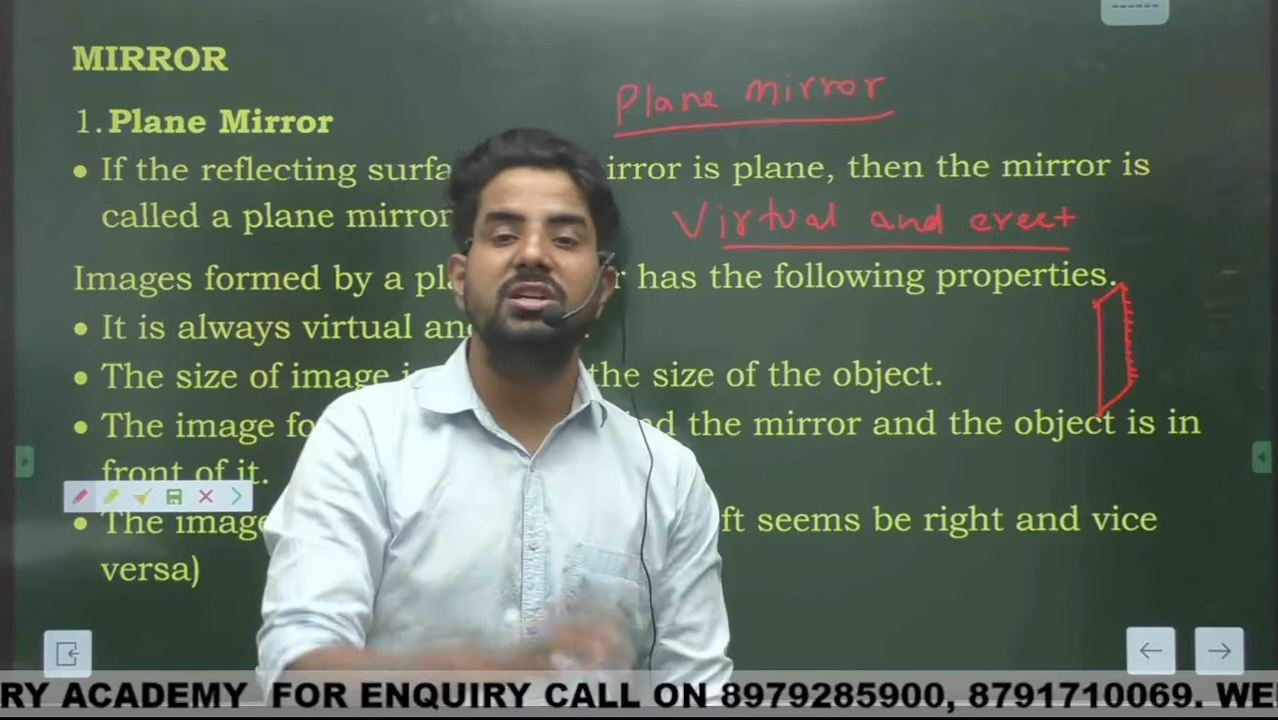 MIRROR
1. Plane Mirror
Plane mirror
• If the reflecting surfa irror is plane, then the mirror is
called a plane mirror
Virtual and erect
Images formed by a pla r has the following properties.
• It is always virtual an
• The size of image i the size of the object.
• The image fo nd the mirror and the object is in
front of it.
• The image ft seems be right and vice
versa)
RY ACADEMY FOR ENQUIRY CALL ON 8979285900, 8791710069. WE